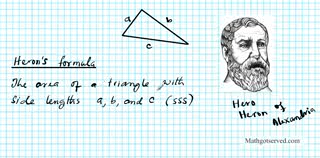 a
b
c
Heron's formula
The area of a triangle with
side lengths a, b, and c (SSS)
Hero
Heron of
Alexandria
Mathgotserved.com